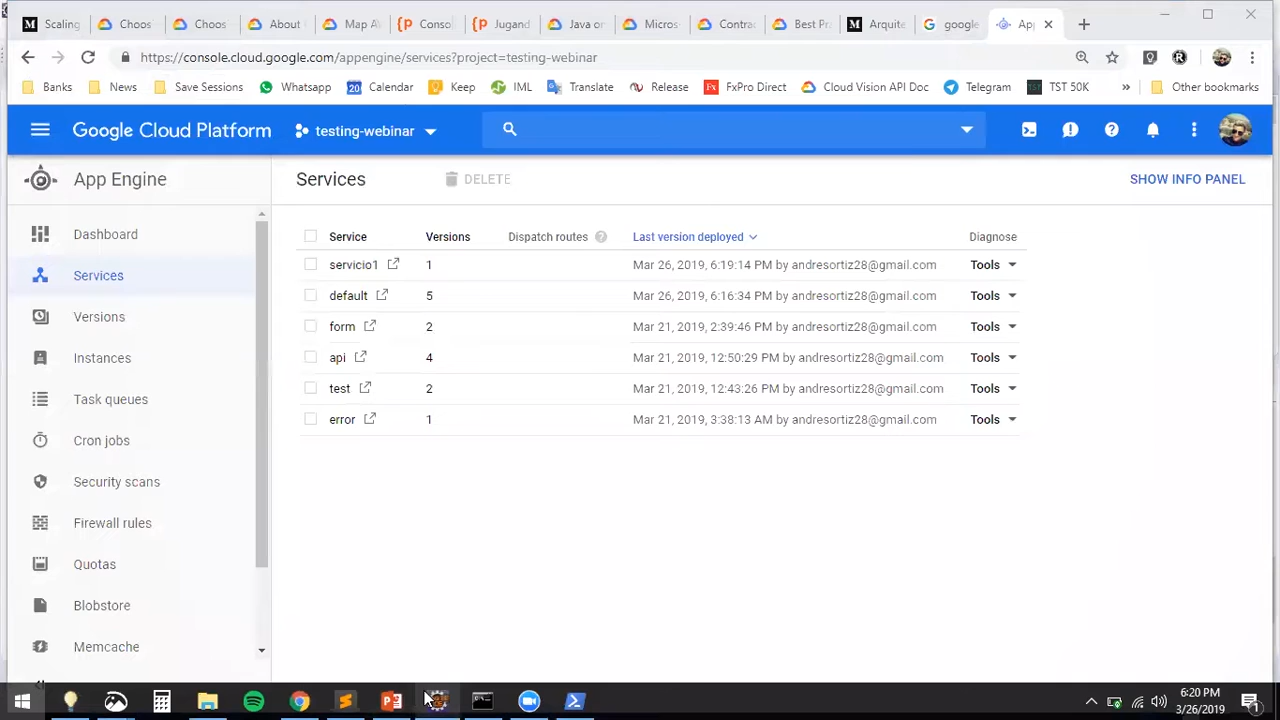 Scaling
Choos
Choos
About
Map A
Conso
Jugand
Java or
Micros
Contra
Best Pra
Arquite
google
Ap
https://console.cloud.google.com/appengine/services?project=testing-webinar
Banks
News
Save Sessions
Whatsapp
20
Calendar
Keep
IML
Translate
Release
Fx
FxPro Direct
Cloud Vision API Doc
Telegram
TST
TST 50K
»
Other bookmarks
Google Cloud Platform
testing-webinar
App Engine
Services
DELETE
SHOW INFO PANEL
Dashboard
Services
Versions
Instances
Task queues
Cron jobs
Security scans
Firewall rules
Quotas
Blobstore
Memcache
Service Versions Dispatch routes Last version deployed Diagnose
servicio1 1 Mar 26, 2019, 6:19:14 PM by andresortiz28@gmail.com Tools
default 5 Mar 26, 2019, 6:16:34 PM by andresortiz28@gmail.com Tools
form 2 Mar 21, 2019, 2:39:46 PM by andresortiz28@gmail.com Tools
api 4 Mar 21, 2019, 12:50:29 PM by andresortiz28@gmail.com Tools
test 2 Mar 21, 2019, 12:43:26 PM by andresortiz28@gmail.com Tools
error 1 Mar 21, 2019, 3:38:13 AM by andresortiz28@gmail.com Tools
6:20 PM
3/26/2019
1